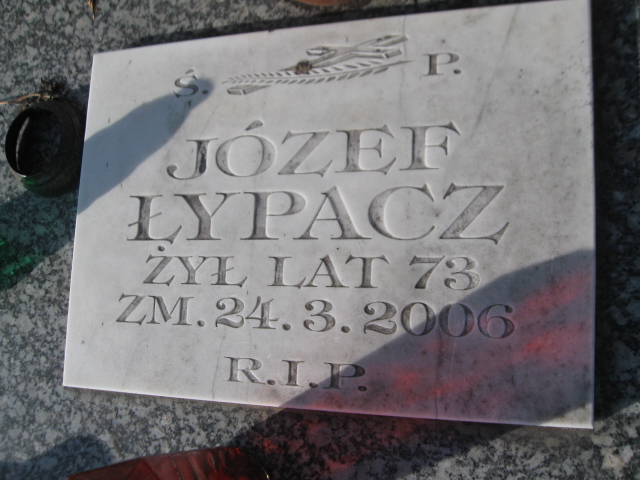 Ś. P.
JÓZEF
ŁYPACZ
ŻYŁ LAT 73
ZM. 24. 3. 2006
R.I.P.